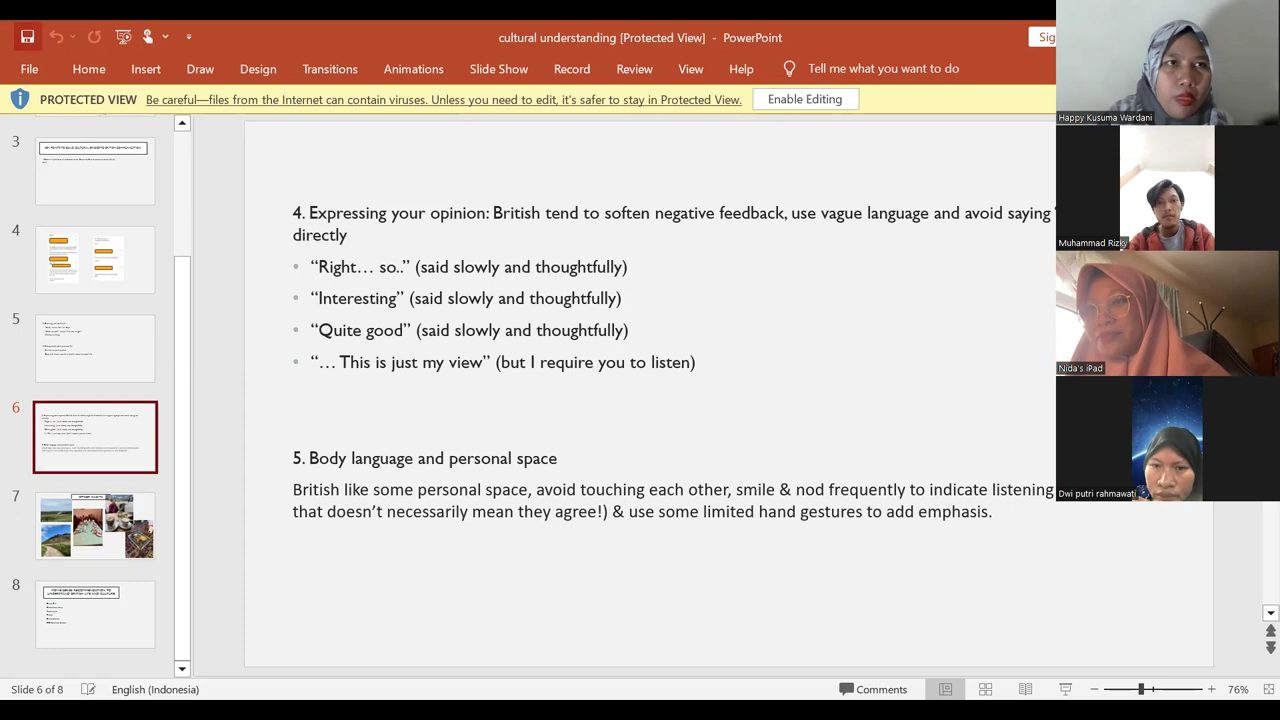 cultural understanding [Protected View] - PowerPoint
File Home Insert Draw Design Transitions Animations Slide Show Record Review View Help Tell me what you want to do
PROTECTED VIEW Be careful—files from the Internet can contain viruses. Unless you need to edit, it's safer to stay in Protected View. Enable Editing
Happy Kusuma Wardani
Muhammad Rizky
Nida's iPad
Dwi putri rahmawati
3
4
5
6
7
8
4. Expressing your opinion: British tend to soften negative feedback, use vague language and avoid saying
directly
• “Right… so..” (said slowly and thoughtfully)
• “Interesting” (said slowly and thoughtfully)
• “Quite good” (said slowly and thoughtfully)
• “… This is just my view” (but I require you to listen)
5. Body language and personal space
British like some personal space, avoid touching each other, smile & nod frequently to indicate listening
that doesn’t necessarily mean they agree!) & use some limited hand gestures to add emphasis.
Slide 6 of 8 English (Indonesia) Comments 76%